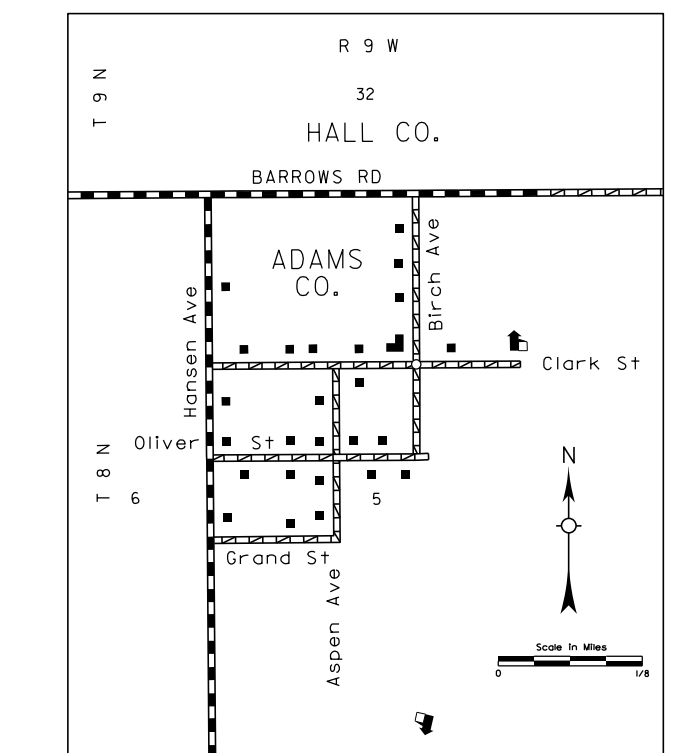 R 9 W
T 9 N
32
HALL CO.
BARROWS RD
ADAMS
CO.
Birch Ave
Hansen Ave
Clark St
Oliver St
T 8 N
6
5
N
Grand St
Aspen Ave
Scale in Miles
0 1/8